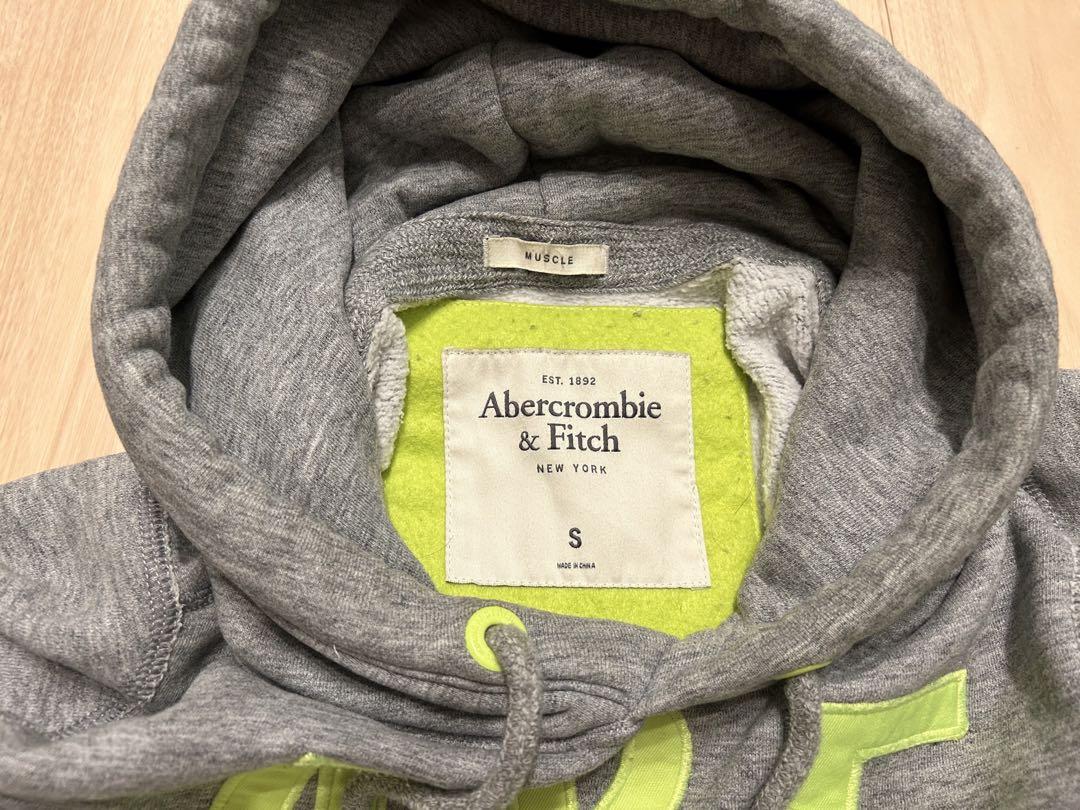 MUSCLE
EST. 1892
Abercrombie
& Fitch
NEW YORK
S
MADE IN CHINA